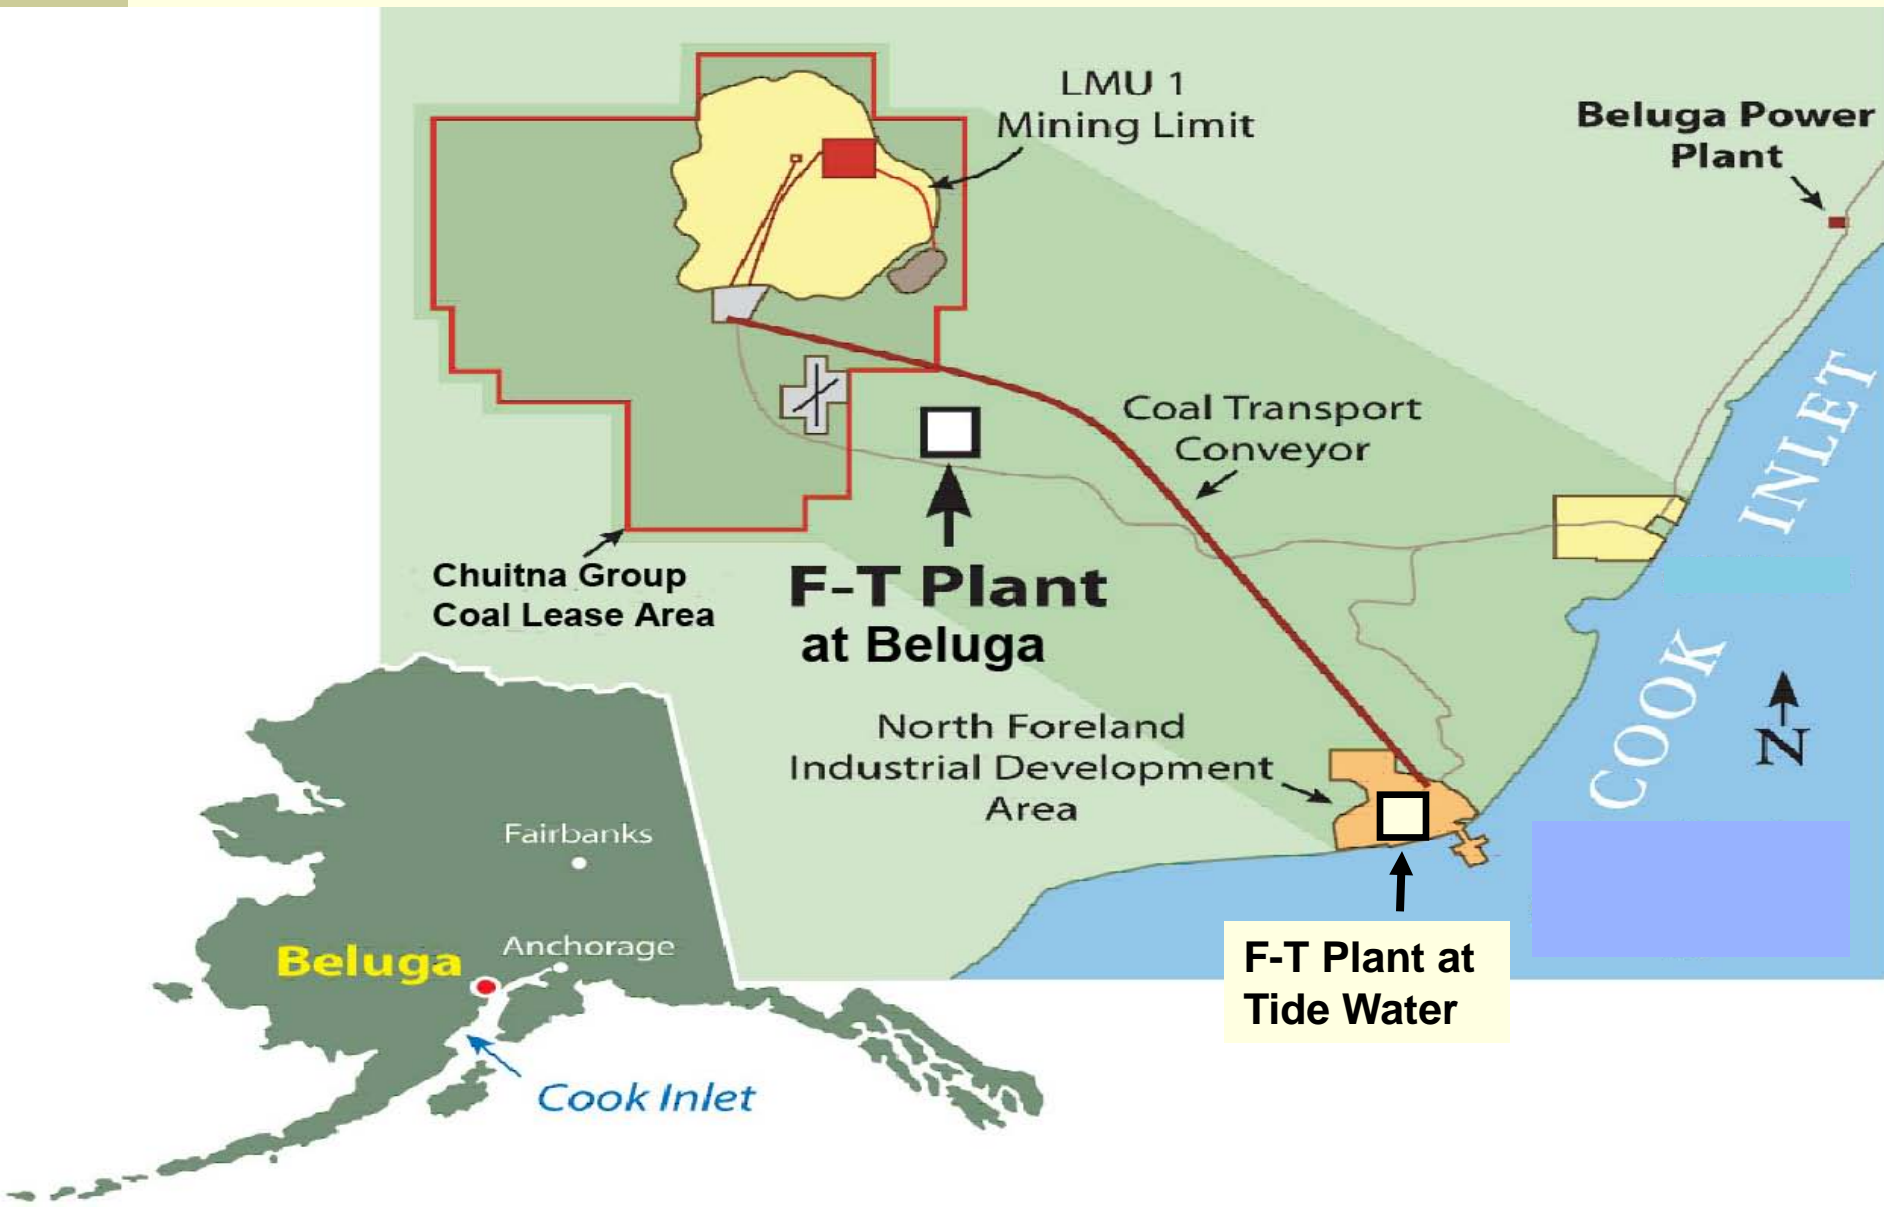 LMU 1
Mining Limit
Beluga Power
Plant
Coal Transport
Conveyor
INLET
COOK
Chuitna Group
Coal Lease Area
F-T Plant
at Beluga
North Foreland
Industrial Development
Area
N
Fairbanks
Anchorage
Beluga
Cook Inlet
F-T Plant at
Tide Water